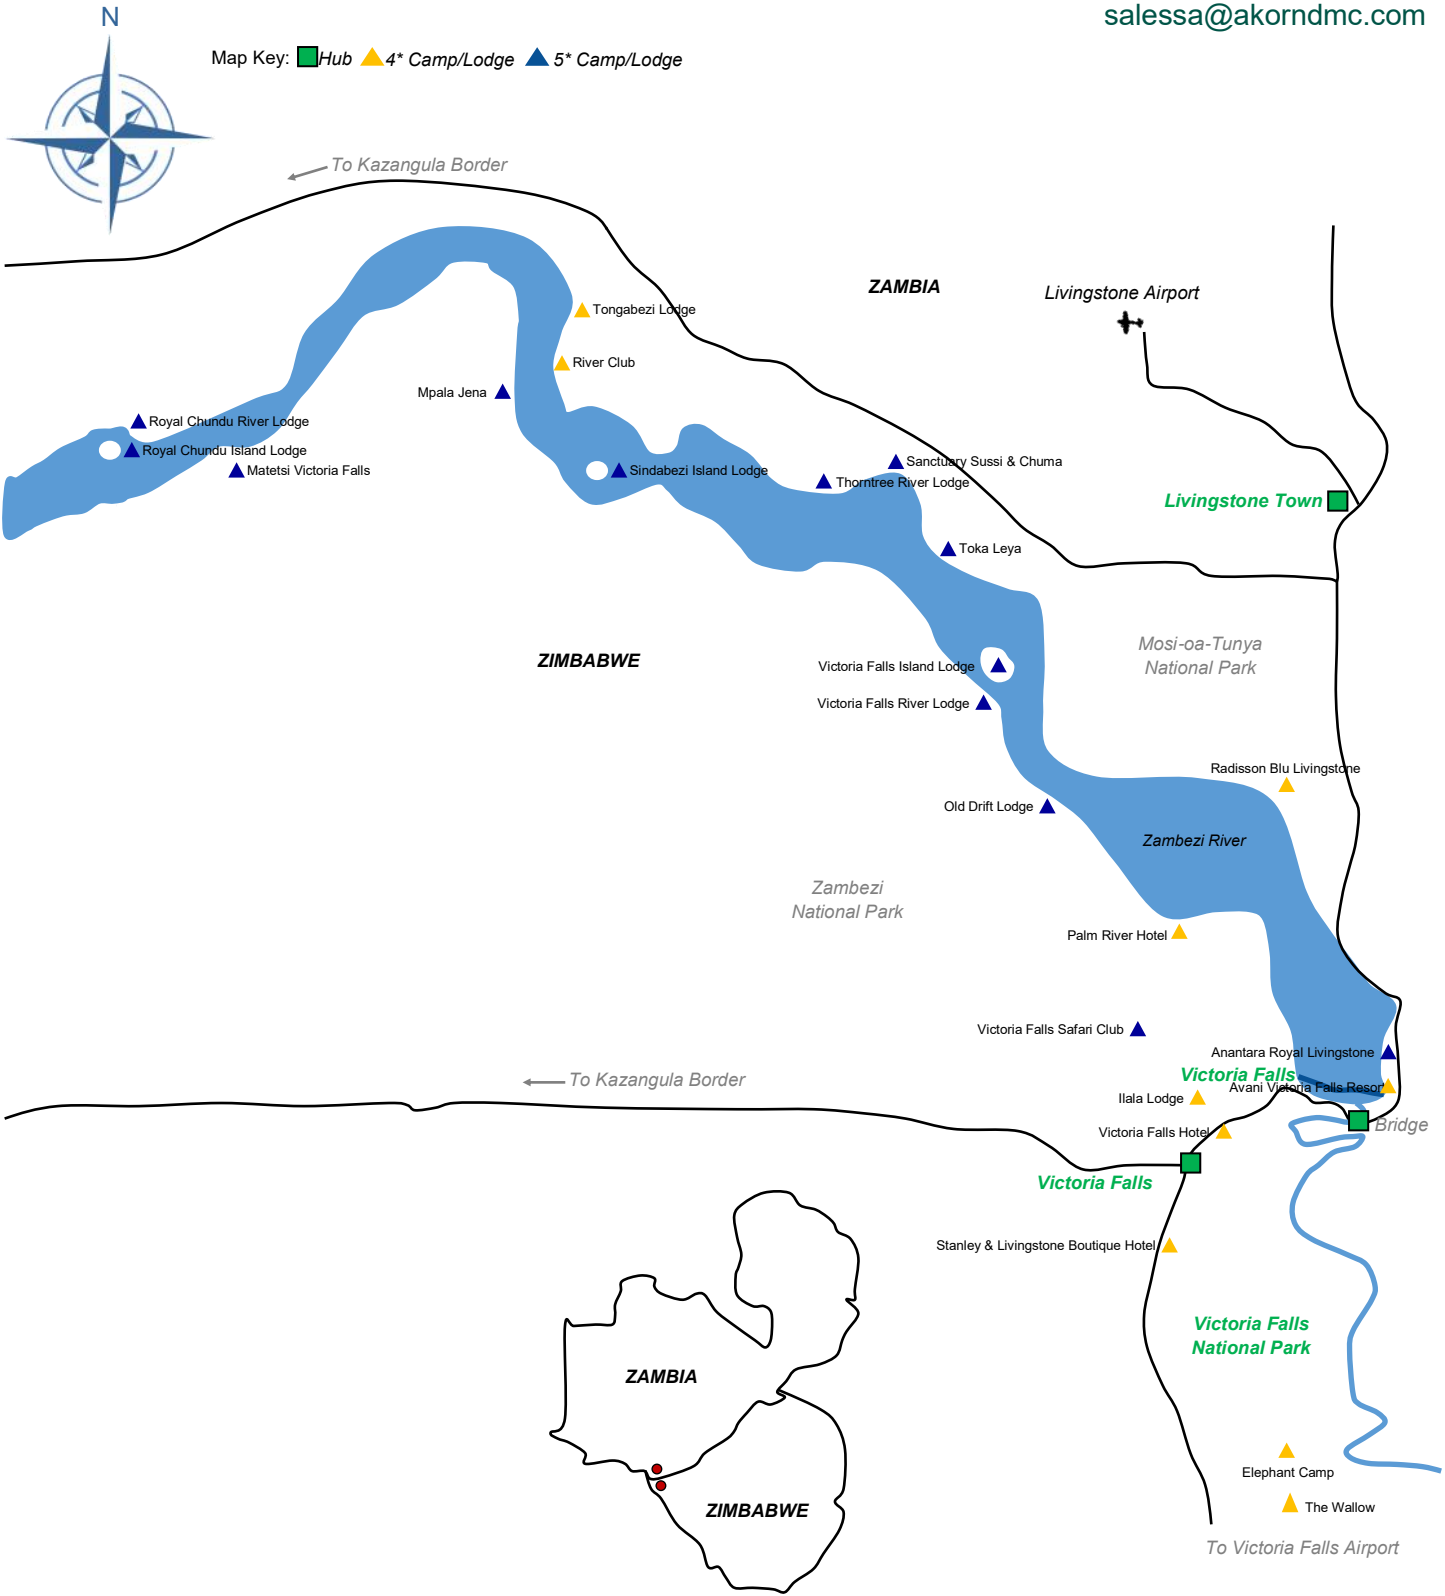 salessa@akorndmc.com
N
Map Key: Hub 4* Camp/Lodge 5* Camp/Lodge
To Kazangula Border
ZAMBIA
Livingstone Airport
Tongabezi Lodge
River Club
Mpala Jena
Royal Chundu River Lodge
Royal Chundu Island Lodge
Matetsi Victoria Falls
Sindabezi Island Lodge
Sanctuary Sussi & Chuma
Thorntree River Lodge
Livingstone Town
Toka Leya
Mosi-oa-Tunya
National Park
ZIMBABWE
Victoria Falls Island Lodge
Victoria Falls River Lodge
Radisson Blu Livingstone
Old Drift Lodge
Zambezi River
Zambezi
National Park
Palm River Hotel
Victoria Falls Safari Club
Anantara Royal Livingstone
Victoria Falls
To Kazangula Border
Avani Victoria Falls Resort
Ilala Lodge
Bridge
Victoria Falls Hotel
Victoria Falls
Stanley & Livingstone Boutique Hotel
Victoria Falls
National Park
ZAMBIA
Elephant Camp
The Wallow
ZIMBABWE
To Victoria Falls Airport